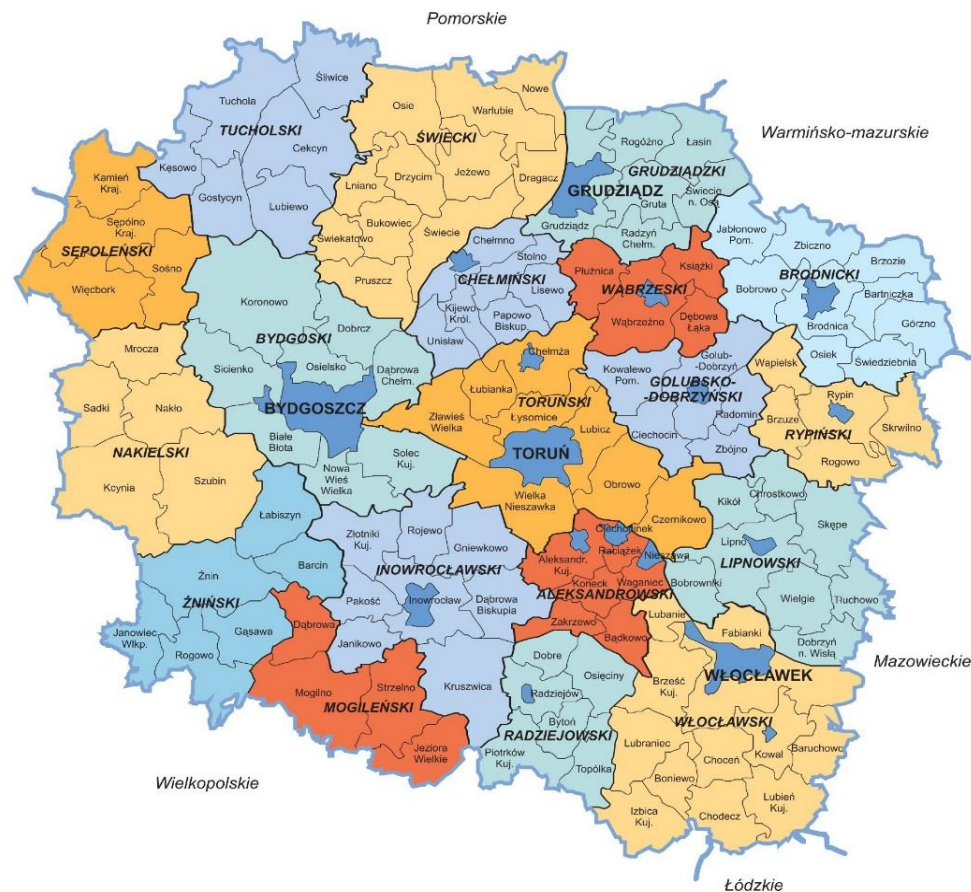 Pomorskie
Warmińsko-mazurskie
Mazowieckie
Łódzkie
Wielkopolskie
TUCHOLSKI
Śliwice
Tuchola
Cekcyn
Kęsowo
Gostycyn
Lubiewo
ŚWIECKI
Osie
Warlubie
Nowe
Lniano
Drzycim
Jeżewo
Dragacz
Bukowiec
Świekatowo
Świecie
Pruszcz
GRUDZIĄDZKI
GRUDZIĄDZ
Rogóźno
Łasin
Świecie
n. Osą
Gruta
Grudziądz
Radzyń
Chełm.
SĘPOLEŃSKI
Kamień
Kraj.
Sępólno
Kraj.
Sośno
Więcbork
CHEŁMIŃSKI
Chełmno
Stolno
Lisewo
Kijewo
Król.
Papowo
Biskup.
Unisław
WĄBRZESKI
Płużnica
Książki
Wąbrzeźno
Dębowa
Łąka
BRODNICKI
Jabłonowo
Pom.
Zbiczno
Brzozie
Bobrowo
Bartniczka
Brodnica
Górzno
Osiek
Świedziebnia
BYDGOSKI
BYDGOSZCZ
Koronowo
Dobrcz
Sicienko
Osielsko
Dąbrowa
Chełm.
Białe
Błota
Nowa
Wieś
Wielka
Solec
Kuj.
TORUŃSKI
TORUŃ
Chełmża
Łubianka
Łysomice
Zławieś
Wielka
Lubicz
Wielka
Nieszawka
Obrowo
Czernikowo
GOLUBSKO-
-DOBRZYŃSKI
Kowalewo
Pom.
Golub-
-Dobrzyń
Radomin
Ciechocin
Zbójno
RYPIŃSKI
Wąpielsk
Rypin
Brzuze
Skrwilno
Rogowo
NAKIELSKI
Mrocza
Sadki
Nakło
Kcynia
Szubin
ŻNIŃSKI
Łabiszyn
Barcin
Żnin
Janowiec
Wlkp.
Gąsawa
Rogowo
INOWROCŁAWSKI
Złotniki
Kuj.
Rojewo
Gniewkowo
Pakość
Inowrocław
Dąbrowa
Biskupia
Janikowo
Kruszwica
ALEKSANDROWSKI
Ciechocinek
Aleksandr.
Kuj.
Raciążek
Nieszawa
Koneck
Waganiec
Zakrzewo
Bądkowo
LIPNOWSKI
Kikół
Chrostkowo
Skępe
Lipno
Bobrowniki
Wielgie
Tłuchowo
Dobrzyń
n. Wisłą
MOGILEŃSKI
Dąbrowa
Mogilno
Strzelno
Jeziora
Wielkie
RADZIEJOWSKI
Dobre
Osięciny
Radziejów
Bytoń
Piotrków
Kuj.
Topólka
WŁOCŁAWSKI
WŁOCŁAWEK
Lubanie
Fabianki
Brześć
Kuj.
Lubraniec
Choceń
Kowal
Baruchowo
Boniewo
Izbica
Kuj.
Chodecz
Lubień
Kuj.